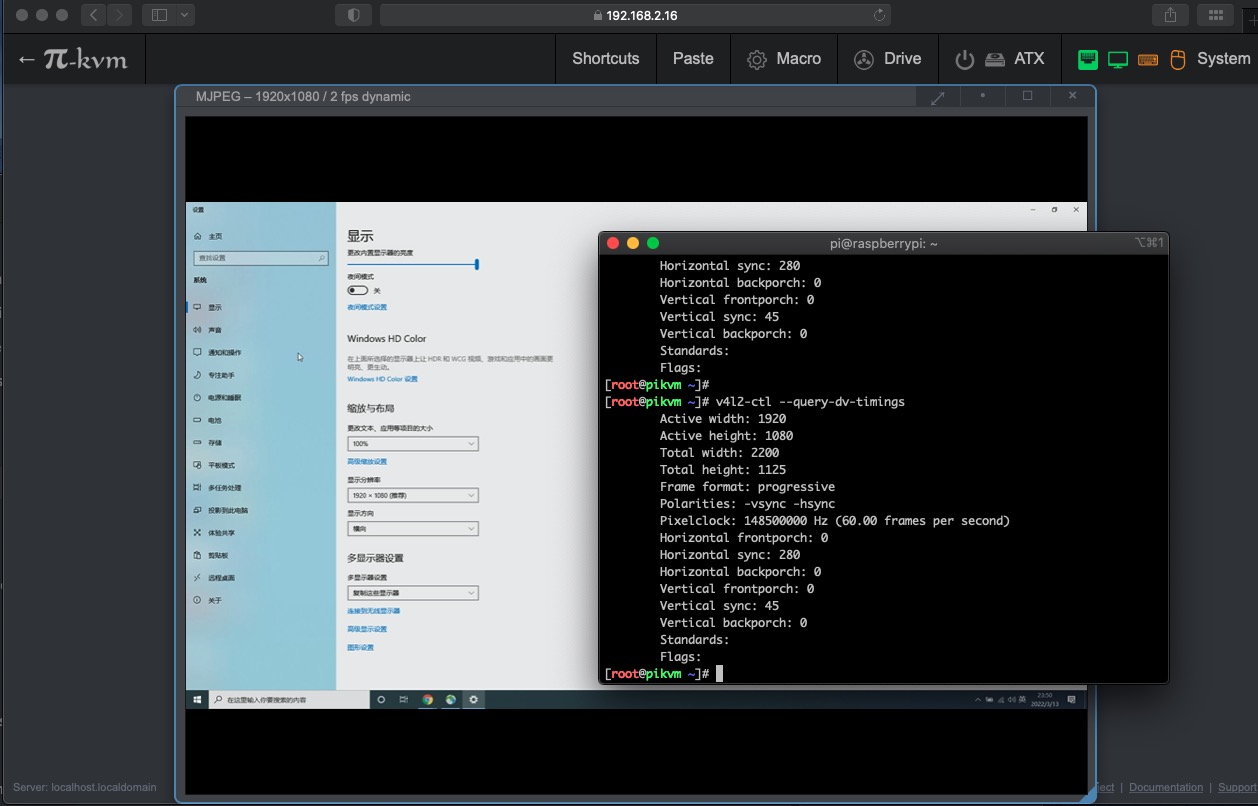 192.168.2.16
← π-kvm
Shortcuts
Paste
Macro
Drive
ATX
System
MJPEG – 1920x1080 / 2 fps dynamic
设置
主页
查找设置
系统
显示
声音
通知和操作
专注助手
电源和睡眠
电池
存储
平板模式
多任务处理
投影到此电脑
体验共享
剪贴板
远程桌面
关于
显示
更改内置显示器的亮度
夜间模式
关
夜间模式设置
Windows HD Color
在上面所选择的显示器上让 HDR 和 WCG 视频、游戏和应用中的画面更
明亮、更生动。
Windows HD Color 设置
缩放与布局
更改文本、应用等项目的大小
100%
高级缩放设置
显示分辨率
1920 × 1080 (推荐)
显示方向
横向
多显示器设置
多显示器设置
复制这些显示器
连接到无线显示器
高级显示设置
图形设置
在这里输入你要搜索的内容
英
23:50
2022/3/13
pi@raspberrypi: ~
⌥⌘1
Horizontal sync: 280
Horizontal backporch: 0
Vertical frontporch: 0
Vertical sync: 45
Vertical backporch: 0
Standards:
Flags:
[root@pikvm ~]#
[root@pikvm ~]# v4l2-ctl --query-dv-timings
Active width: 1920
Active height: 1080
Total width: 2200
Total height: 1125
Frame format: progressive
Polarities: -vsync -hsync
Pixelclock: 148500000 Hz (60.00 frames per second)
Horizontal frontporch: 0
Horizontal sync: 280
Horizontal backporch: 0
Vertical frontporch: 0
Vertical sync: 45
Vertical backporch: 0
Standards:
Flags:
[root@pikvm ~]#
Server: localhost.localdomain
ject | Documentation | Support